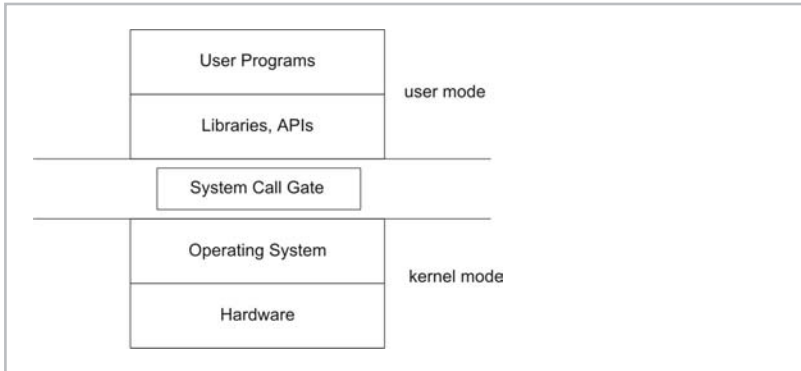 User Programs
user mode
Libraries, APIs
System Call Gate
Operating System
kernel mode
Hardware